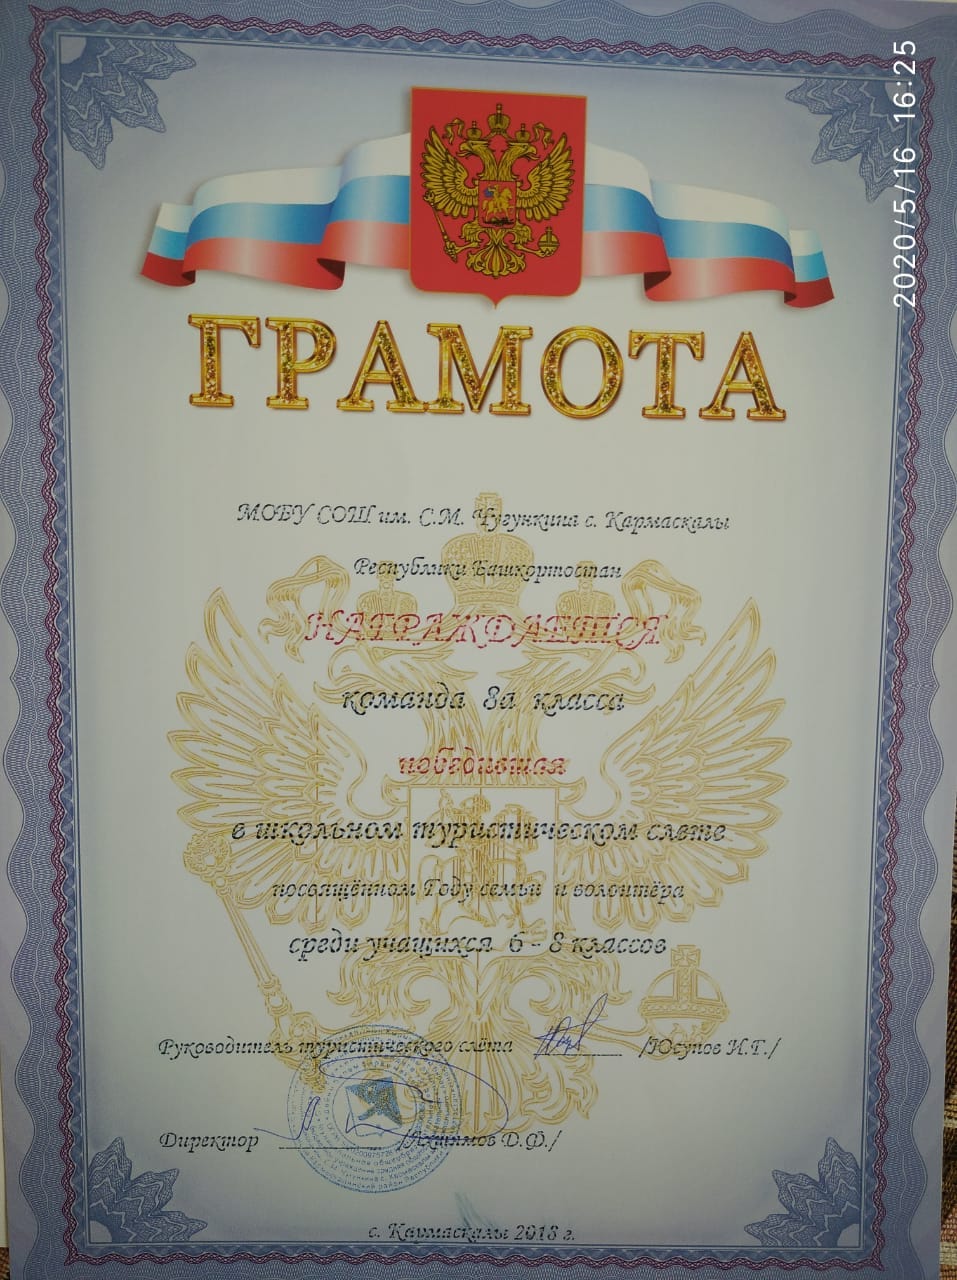 2020/5/16 16:25
ГРАМОТА
МОБУ СОШ им. С.М. Чугункина с. Кармаскалы
Республики Башкортостан
НАГРАЖДАЕТСЯ
команда 8а класса
победившая
в школьном туристическом слете
посвящённом Году семьи и волонтёра
среди учащихся 6 – 8 классов
Руководитель туристического слёта /Юсупов И.Г./
Директор Д.Ф./
с. Кармаскалы 2018 г.